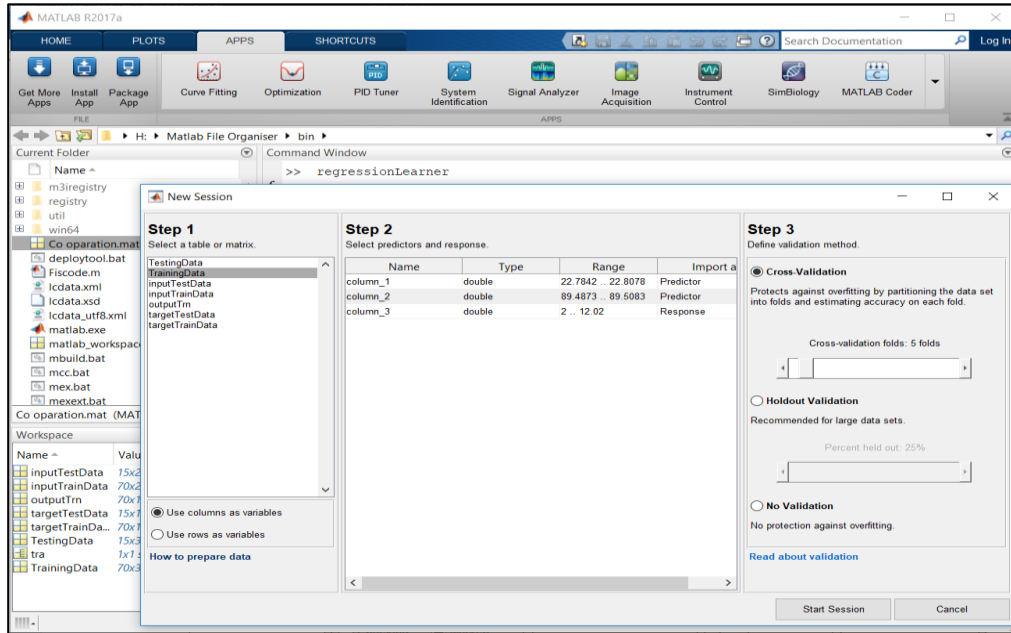 MATLAB R2017a
HOME PLOTS APPS SHORTCUTS Search Documentation Log In
Get More Apps
Install App
Package App
Curve Fitting
Optimization
PID Tuner
System Identification
Signal Analyzer
Image Acquisition
Instrument Control
SimBiology
MATLAB Coder
FILE APPS
H: Matlab File Organiser bin
Current Folder
Name
m3iregistry
registry
util
win64
Co oparation.mat
deploytool.bat
Fiscode.m
lcdata.xml
lcdata.xsd
lcdata_utf8.xml
matlab.exe
matlab_workspac
mbuild.bat
mcc.bat
mex.bat
mexext.bat
Co oparation.mat (MAT
Workspace
Name Valu
inputTestData 15x2
inputTrainData 70x2
outputTrn 70x1
targetTestData 15x1
targetTrainDa... 70x1
TestingData 15x3
tra 1x1 s
TrainingData 70x3
Command Window
>> regressionLearner
New Session
Step 1
Select a table or matrix.
TestingData
TrainingData
inputTestData
inputTrainData
outputTrn
targetTestData
targetTrainData
Use columns as variables
Use rows as variables
How to prepare data
Step 2
Select predictors and response.
Name Type Range Import a
column_1 double 22.7842 .. 22.8078 Predictor
column_2 double 89.4873 .. 89.5083 Predictor
column_3 double 2 .. 12.02 Response
Step 3
Define validation method.
Cross-Validation
Protects against overfitting by partitioning the data set
into folds and estimating accuracy on each fold.
Cross-validation folds: 5 folds
Holdout Validation
Recommended for large data sets.
Percent held out: 25%
No Validation
No protection against overfitting.
Read about validation
Start Session Cancel